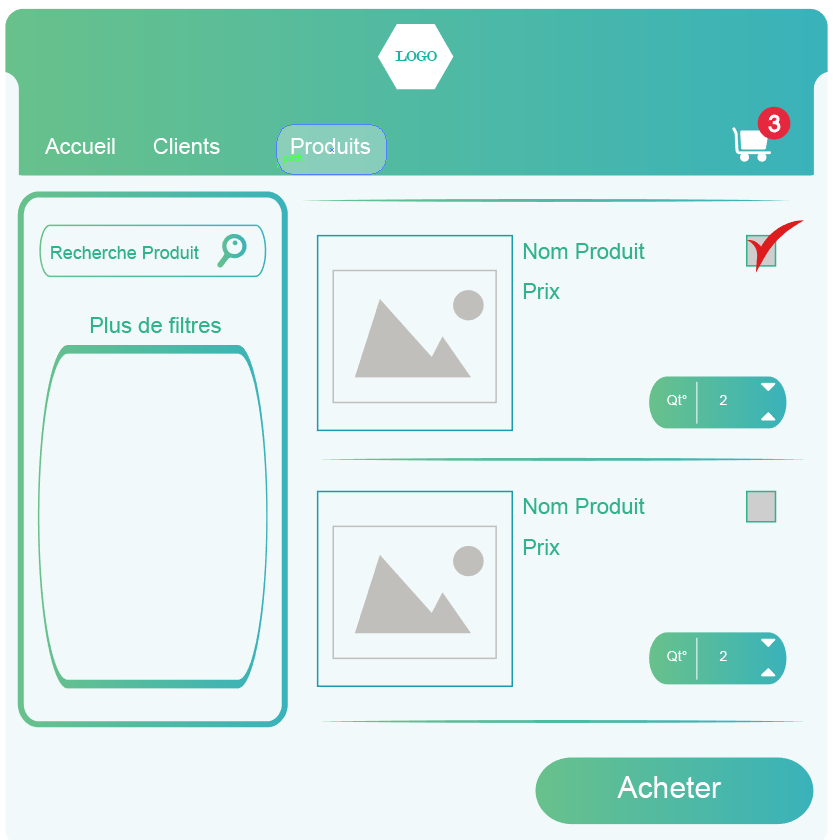 LOGO
3
Accueil Clients Produits
Recherche Produit
Plus de filtres
Nom Produit
Prix
Qt° 2
Nom Produit
Prix
Qt° 2
Acheter